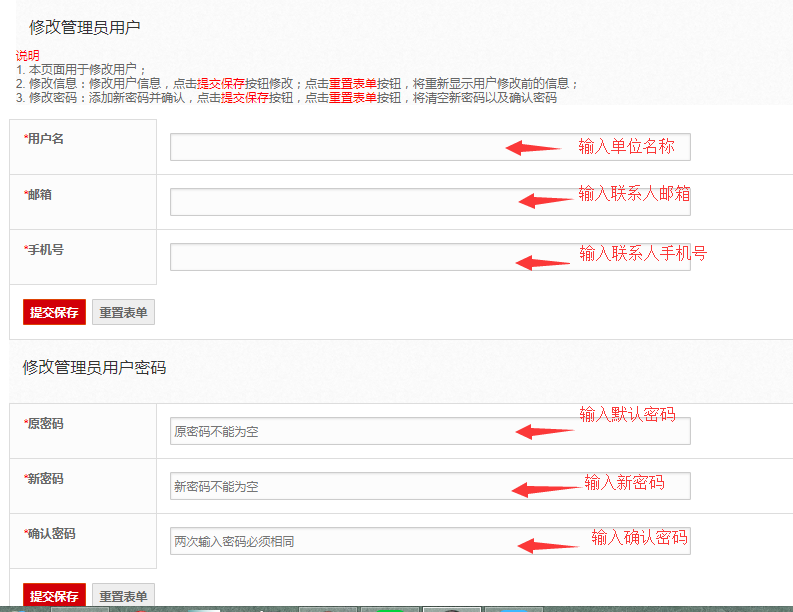 修改管理员用户
说明
1. 本页面用于修改用户；
2. 修改信息：修改用户信息，点击提交保存按钮修改；点击重置表单按钮，将重新显示用户修改前的信息；
3. 修改密码：添加新密码并确认，点击提交保存按钮，点击重置表单按钮，将清空新密码以及确认密码
*用户名 输入单位名称
*邮箱 输入联系人邮箱
*手机号 输入联系人手机号
提交保存 重置表单
修改管理员用户密码
*原密码 原密码不能为空 输入默认密码
*新密码 新密码不能为空 输入新密码
*确认密码 两次输入密码必须相同 输入确认密码
提交保存 重置表单